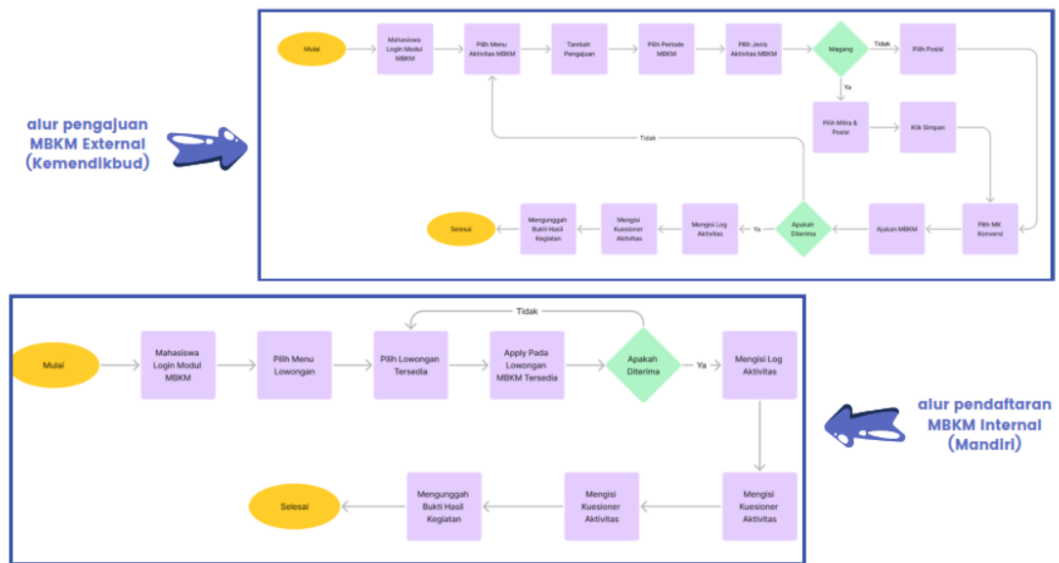 Mulai
Mahasiswa
Login Modul
MBKM
Pilih Menu
Aktivitas MBKM
Tambah
Pengajuan
Pilih Periode
MBKM
Pilih Jenis
Aktivitas MBKM
Magang
Tidak
Pilih Posisi
Ya
Pilih Mitra &
Posisi
Klik Simpan
alur pengajuan
MBKM External
(Kemendikbud)
Tidak
Selesai
Mengunggah
Bukti Hasil
Kegiatan
Mengisi
Kuesioner
Aktivitas
Mengisi Log
Aktivitas
Ya
Apakah
Diterima
Ajukan MBKM
Pilih MK
Konversi
Tidak
Mulai
Mahasiswa
Login Modul
MBKM
Pilih Menu
Lowongan
Pilih Lowongan
Tersedia
Apply Pada
Lowongan
MBKM Tersedia
Apakah
Diterima
Ya
Mengisi Log
Aktivitas
alur pendaftaran
MBKM Internal
(Mandiri)
Selesai
Mengunggah
Bukti Hasil
Kegiatan
Mengisi
Kuesioner
Aktivitas
Mengisi
Kuesioner
Aktivitas